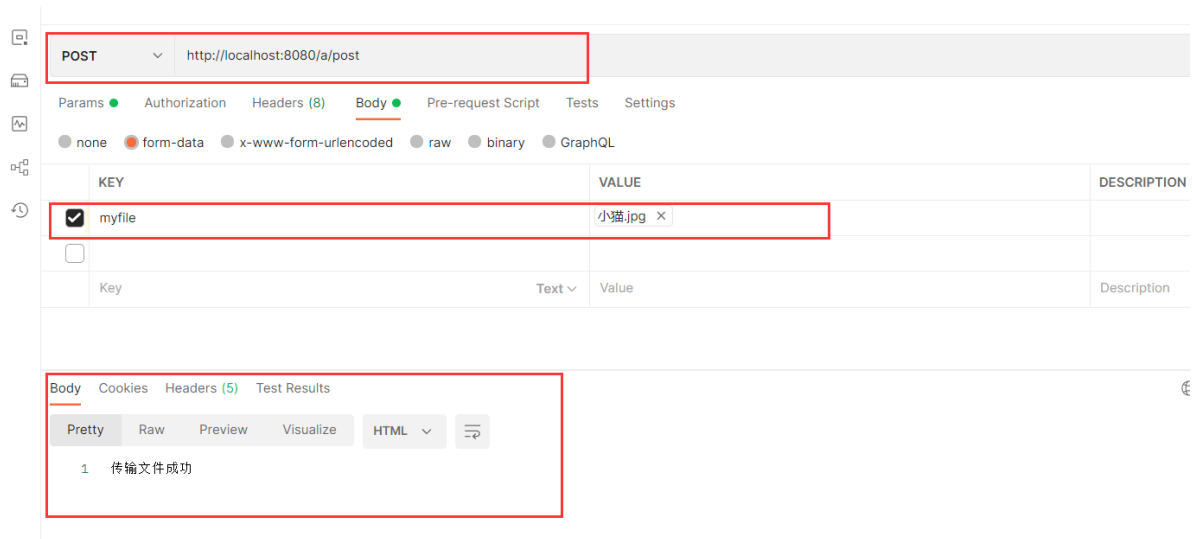 POST http://localhost:8080/a/post
Params Authorization Headers (8) Body Pre-request Script Tests Settings
none form-data x-www-form-urlencoded raw binary GraphQL
KEY VALUE DESCRIPTION
myfile 小猫.jpg
Key Text Value Description
Body Cookies Headers (5) Test Results
Pretty Raw Preview Visualize HTML
1 传输文件成功